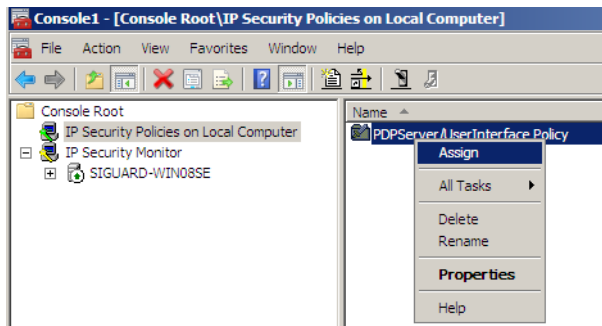 Console1 - [Console Root\IP Security Policies on Local Computer]
File Action View Favorites Window Help
Console Root
IP Security Policies on Local Computer
IP Security Monitor
SIGUARD-WIN08SE
Name
PDPServer/UserInterface Policy
Assign
All Tasks
Delete
Rename
Properties
Help